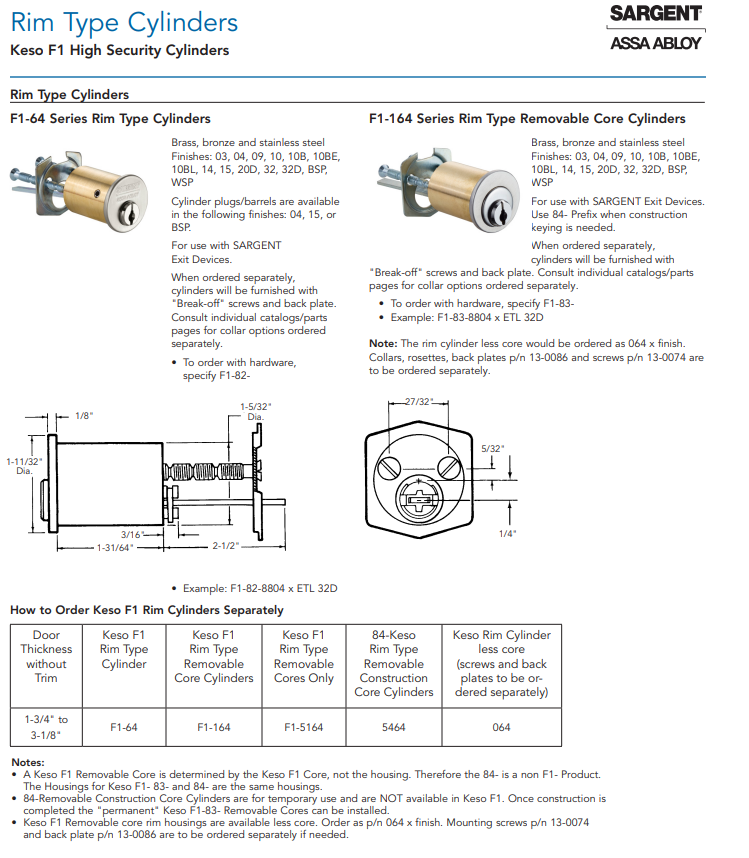 Rim Type Cylinders
Keso F1 High Security Cylinders
SARGENT
ASSA ABLOY
Rim Type Cylinders
F1-64 Series Rim Type Cylinders
Brass, bronze and stainless steel
Finishes: 03, 04, 09, 10, 10B, 10BE,
10BL, 14, 15, 20D, 32, 32D, BSP,
WSP
Cylinder plugs/barrels are available
in the following finishes: 04, 15, or
BSP.
For use with SARGENT
Exit Devices.
When ordered separately,
cylinders will be furnished with
"Break-off" screws and back plate.
Consult individual catalogs/parts
pages for collar options ordered
separately.
• To order with hardware,
specify F1-82-
F1-164 Series Rim Type Removable Core Cylinders
Brass, bronze and stainless steel
Finishes: 03, 04, 09, 10, 10B, 10BE,
10BL, 14, 15, 20D, 32, 32D, BSP,
WSP
For use with SARGENT Exit Devices.
Use 84- Prefix when construction
keying is needed.
When ordered separately,
cylinders will be furnished with
"Break-off" screws and back plate. Consult individual catalogs/parts
pages for collar options ordered separately.
• To order with hardware, specify F1-83-
• Example: F1-83-8804 x ETL 32D
Note: The rim cylinder less core would be ordered as 064 x finish.
Collars, rosettes, back plates p/n 13-0086 and screws p/n 13-0074 are
to be ordered separately.
1/8"
1-5/32"
Dia.
1-11/32"
Dia.
3/16"
1-31/64"
2-1/2"
27/32"
5/32"
1/4"
• Example: F1-82-8804 x ETL 32D
How to Order Keso F1 Rim Cylinders Separately
Door
Thickness
without
Trim
Keso F1
Rim Type
Cylinder
Keso F1
Rim Type
Removable
Core Cylinders
Keso F1
Rim Type
Removable
Cores Only
84-Keso
Rim Type
Removable
Construction
Core Cylinders
Keso Rim Cylinder
less core
(screws and back
plates to be or-
dered separately)
1-3/4" to
3-1/8"
F1-64
F1-164
F1-5164
5464
064
Notes:
• A Keso F1 Removable Core is determined by the Keso F1 Core, not the housing. Therefore the 84- is a non F1- Product.
The Housings for Keso F1- 83- and 84- are the same housings.
• 84-Removable Construction Core Cylinders are for temporary use and are NOT available in Keso F1. Once construction is
completed the "permanent" Keso F1-83- Removable Cores can be installed.
• Keso F1 Removable core rim housings are available less core. Order as p/n 064 x finish. Mounting screws p/n 13-0074
and back plate p/n 13-0086 are to be ordered separately if needed.